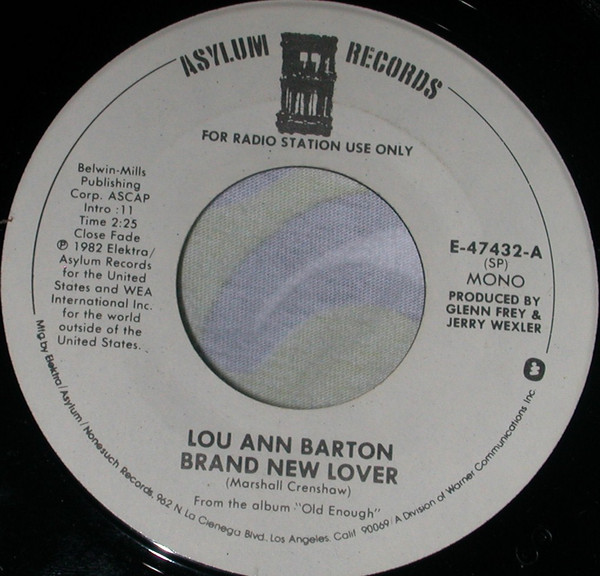 ASYLUM RECORDS
FOR RADIO STATION USE ONLY
Belwin-Mills
Publishing
Corp. ASCAP
Intro :11
Time 2:25
Close Fade
℗ 1982 Elektra/
Asylum Records
for the United
States and WEA
International Inc.
for the world
outside of the
United States.
E-47432-A
(SP)
MONO
PRODUCED BY
GLENN FREY &
JERRY WEXLER
LOU ANN BARTON
BRAND NEW LOVER
(Marshall Crenshaw)
From the album "Old Enough"
Mfg by Elektra/Asylum/Nonesuch Records, 962 N. La Cienega Blvd. Los Angeles, Calif. 90069/A Division of Warner Communications Inc